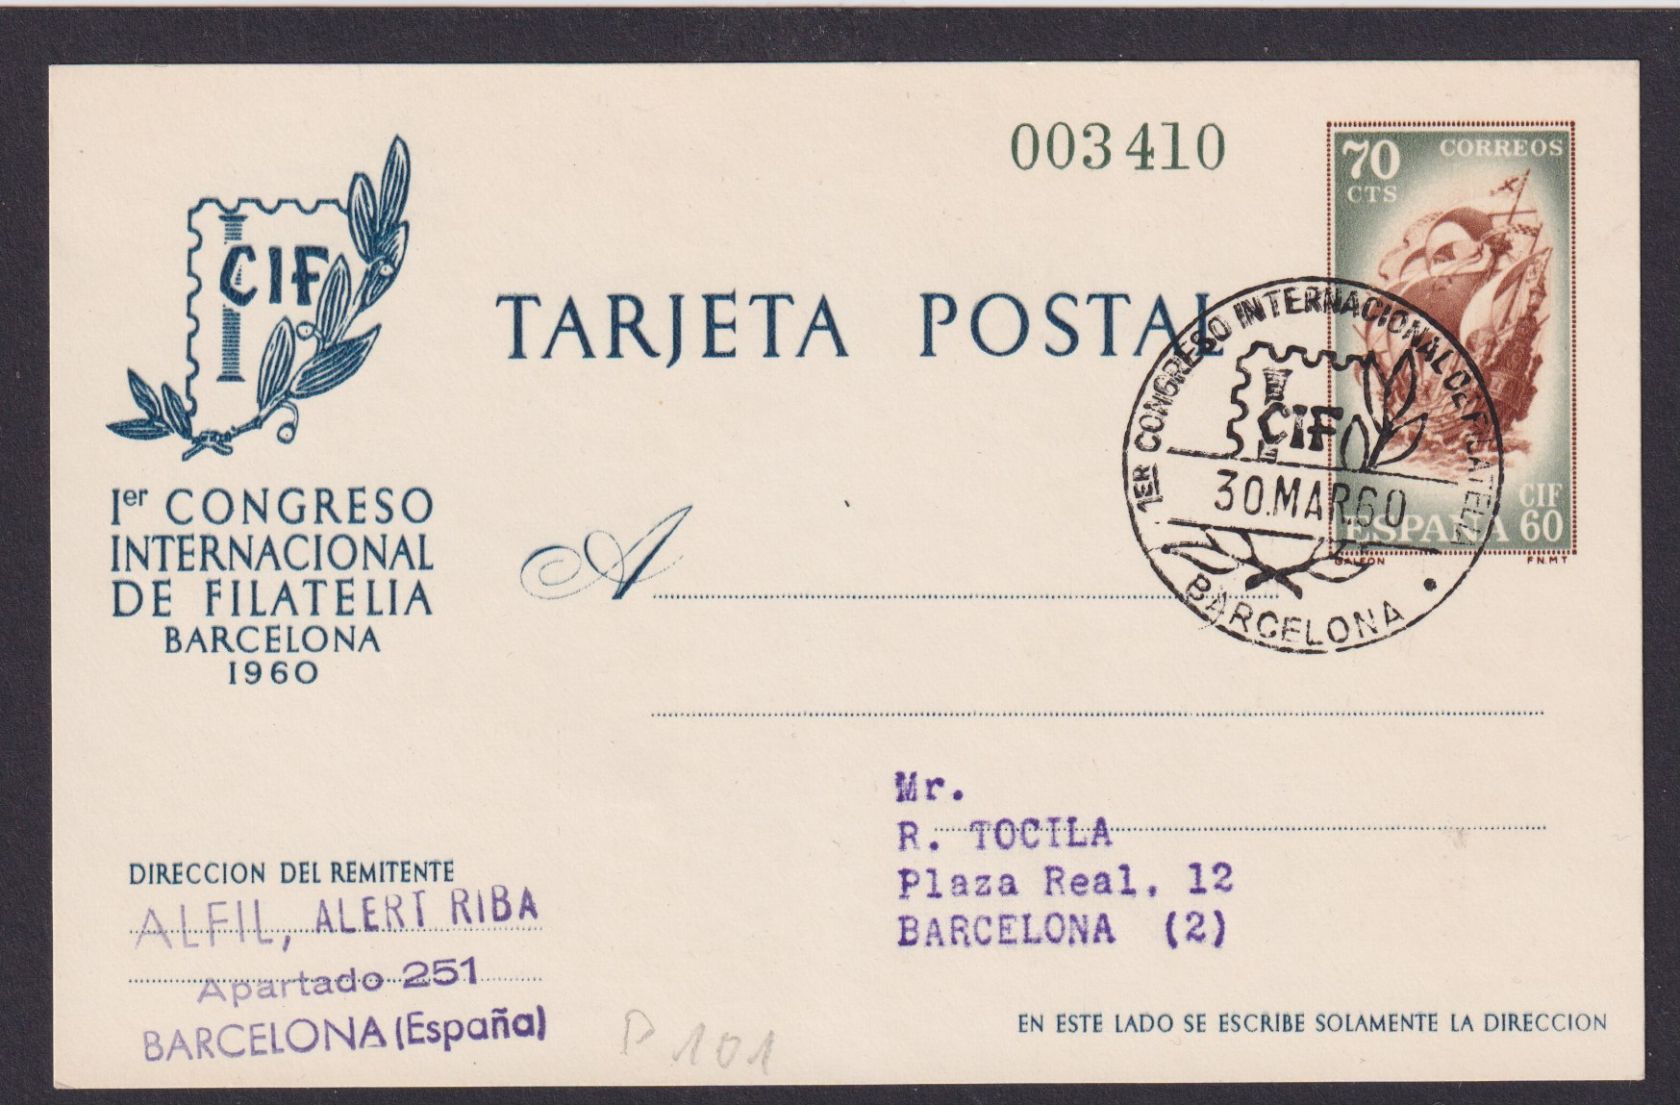 003410
70 CORREOS
CTS
CIF
TARJETA POSTAL
1ER CONGRESO INTERNACIONAL DE FILATELIA
CIF
30.MAR.60
BARCELONA
CIF
ESPAÑA 60
GALEON F.N.M.T
Ier CONGRESO
INTERNACIONAL
DE FILATELIA
BARCELONA
1960
A
Mr.
R. TOCILA
Plaza Real, 12
BARCELONA (2)
DIRECCION DEL REMITENTE
ALFIL, ALERT RIBA
Apartado 251
BARCELONA (España)
P 101
EN ESTE LADO SE ESCRIBE SOLAMENTE LA DIRECCION